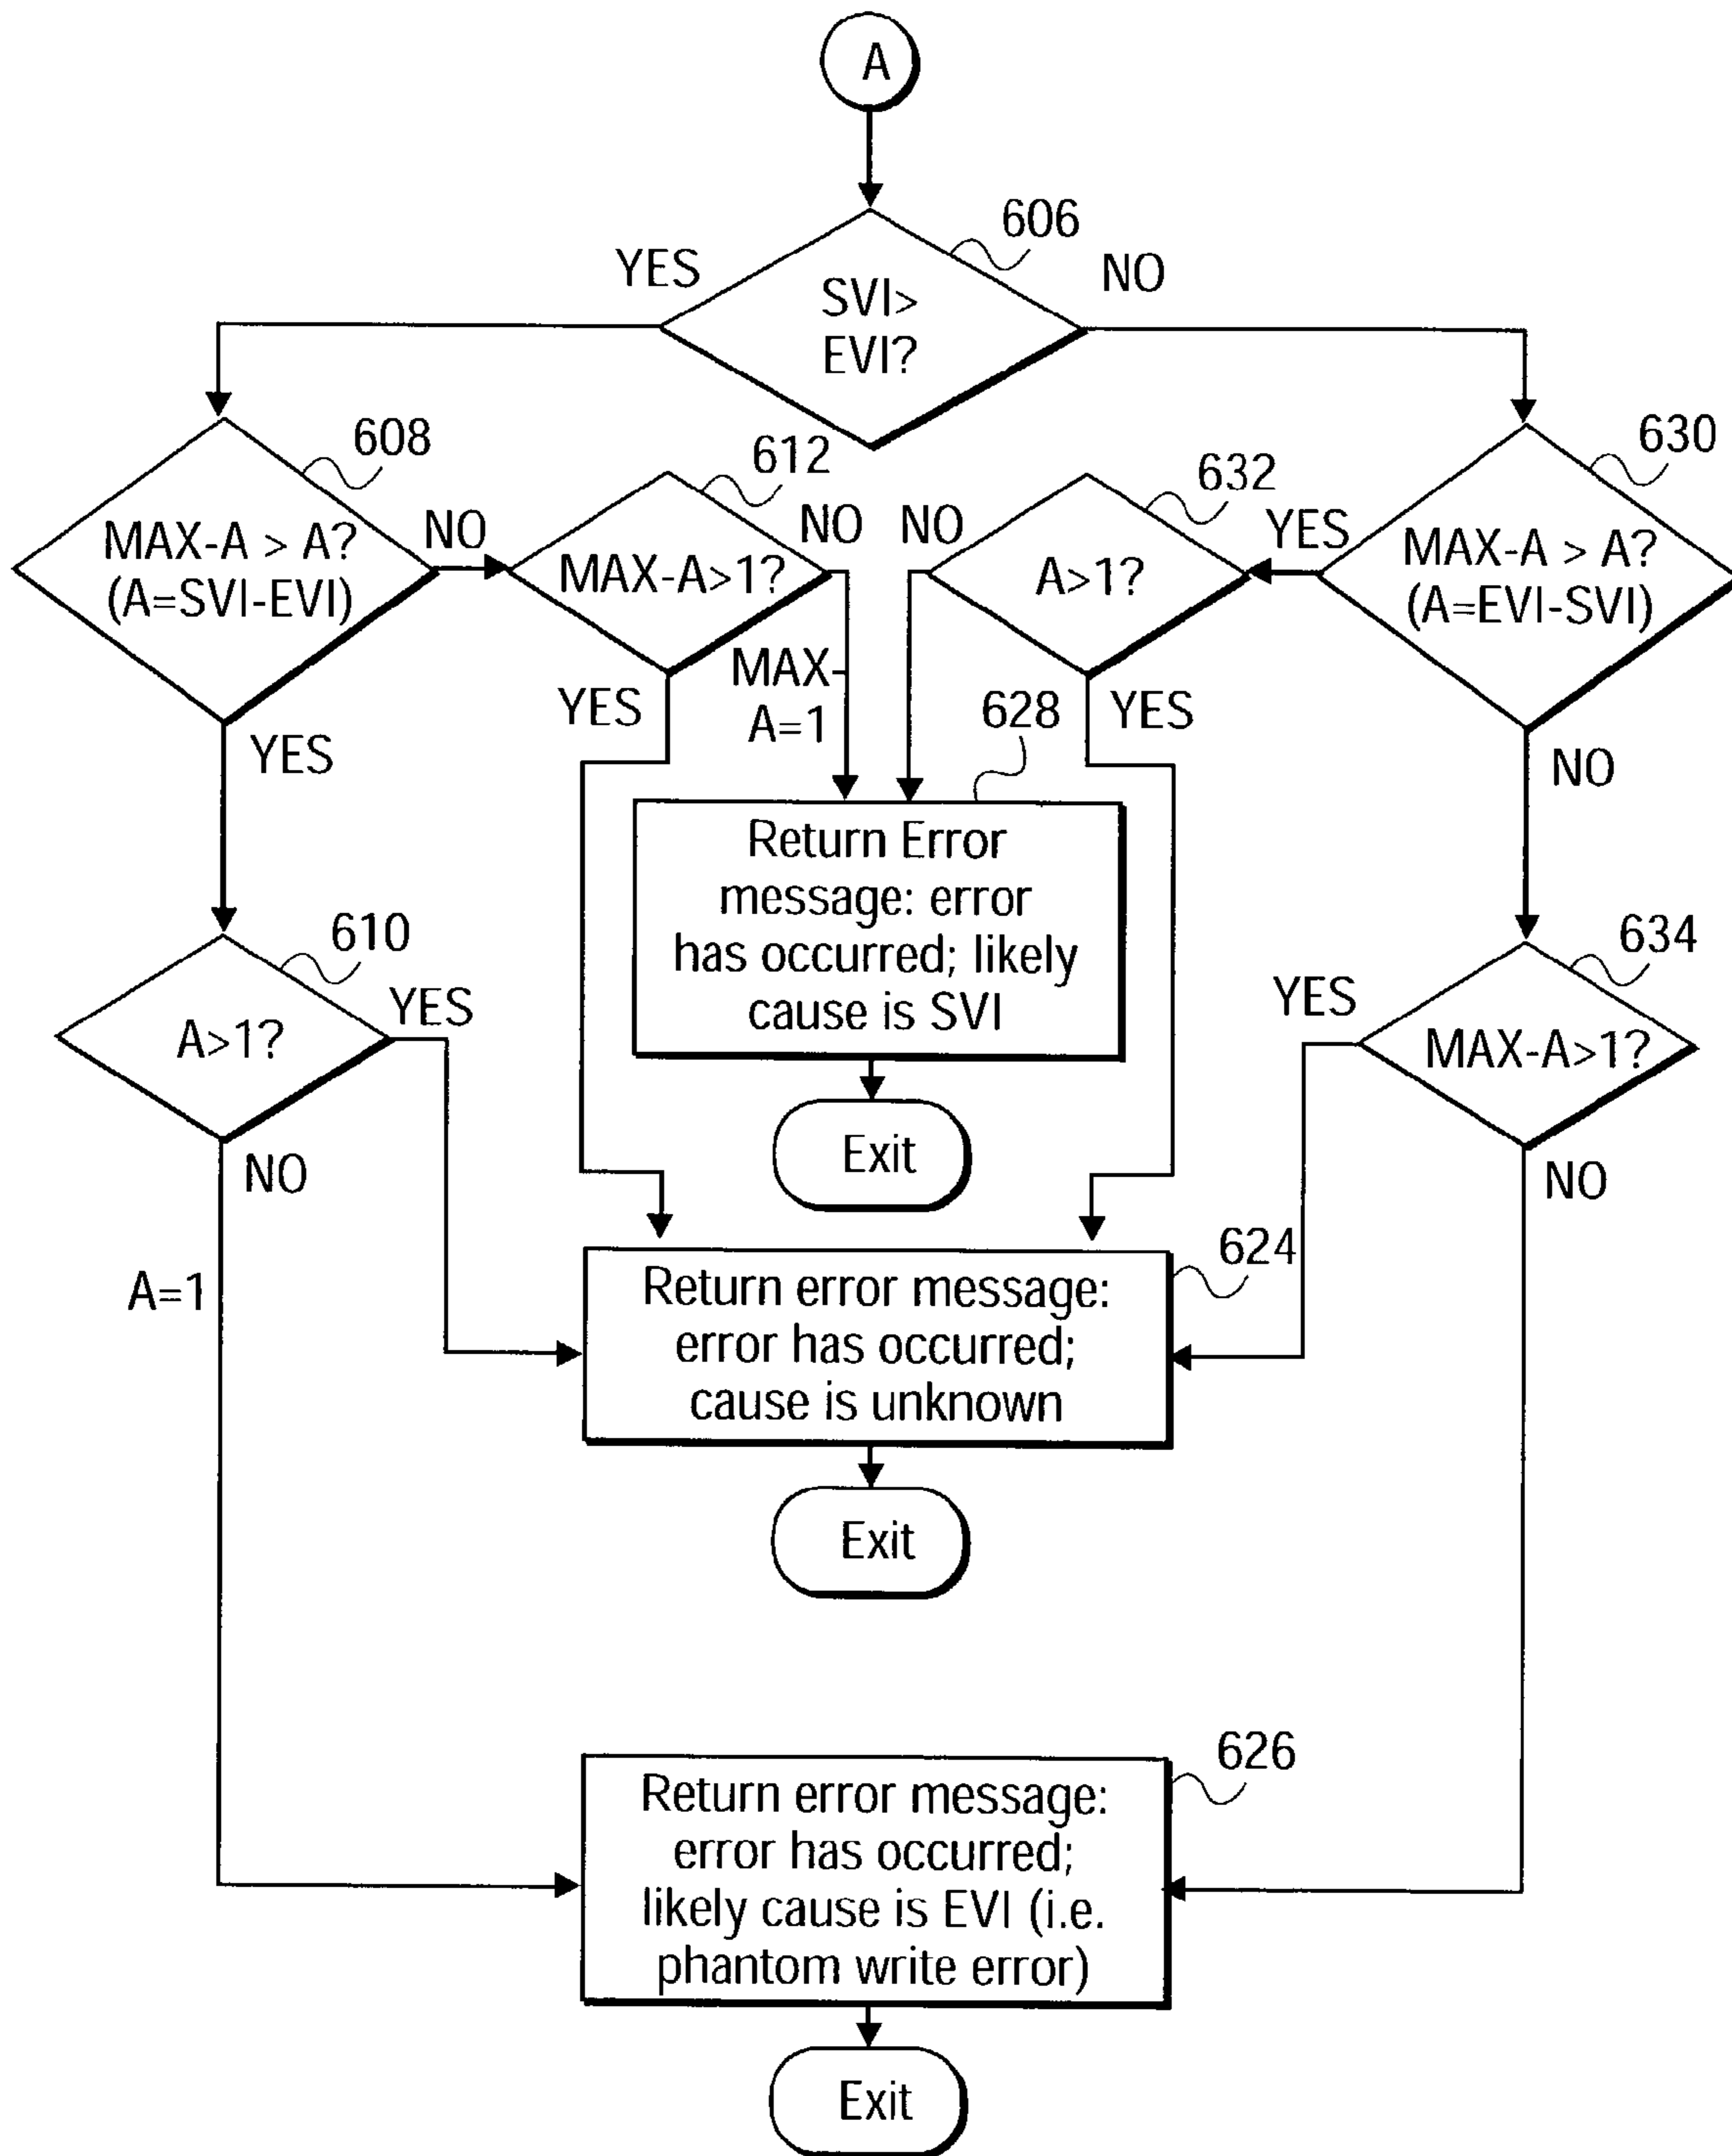 A
606
YES
NO
SVI>
EVI?
608
612
632
630
MAX-A > A?
(A=SVI-EVI)
NO
MAX-A>1?
NO
NO
A>1?
YES
MAX-A > A?
(A=EVI-SVI)
YES
MAX-
A=1
YES
YES
628
NO
Return Error
message: error
has occurred; likely
cause is SVI
Exit
610
A>1?
YES
NO
A=1
634
YES
MAX-A>1?
NO
624
Return error message:
error has occurred;
cause is unknown
Exit
626
Return error message:
error has occurred;
likely cause is EVI (i.e.
phantom write error)
Exit